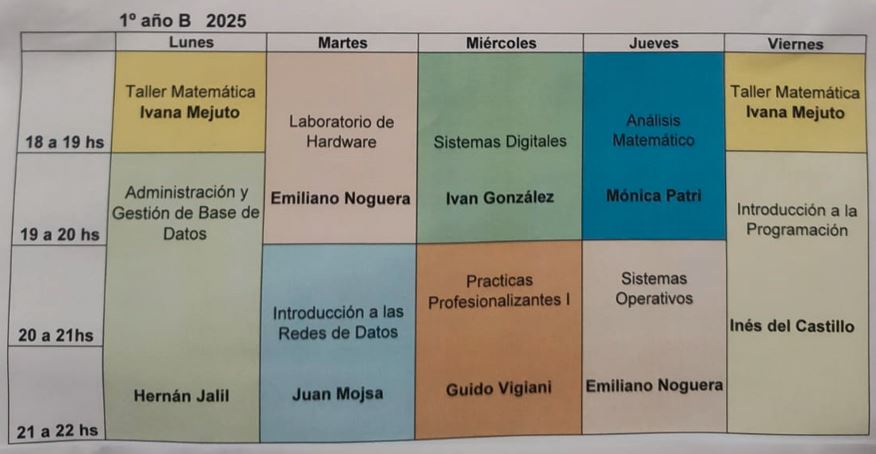 1º año B 2025
Lunes Martes Miércoles Jueves Viernes
18 a 19 hs
19 a 20 hs
20 a 21hs
21 a 22 hs
Taller Matemática
Ivana Mejuto
Administración y
Gestión de Base de
Datos
Hernán Jalil
Laboratorio de
Hardware
Emiliano Noguera
Introducción a las
Redes de Datos
Juan Mojsa
Sistemas Digitales
Ivan González
Practicas
Profesionalizantes I
Guido Vigiani
Análisis
Matemático
Mónica Patri
Sistemas
Operativos
Emiliano Noguera
Taller Matemática
Ivana Mejuto
Introducción a la
Programación
Inés del Castillo